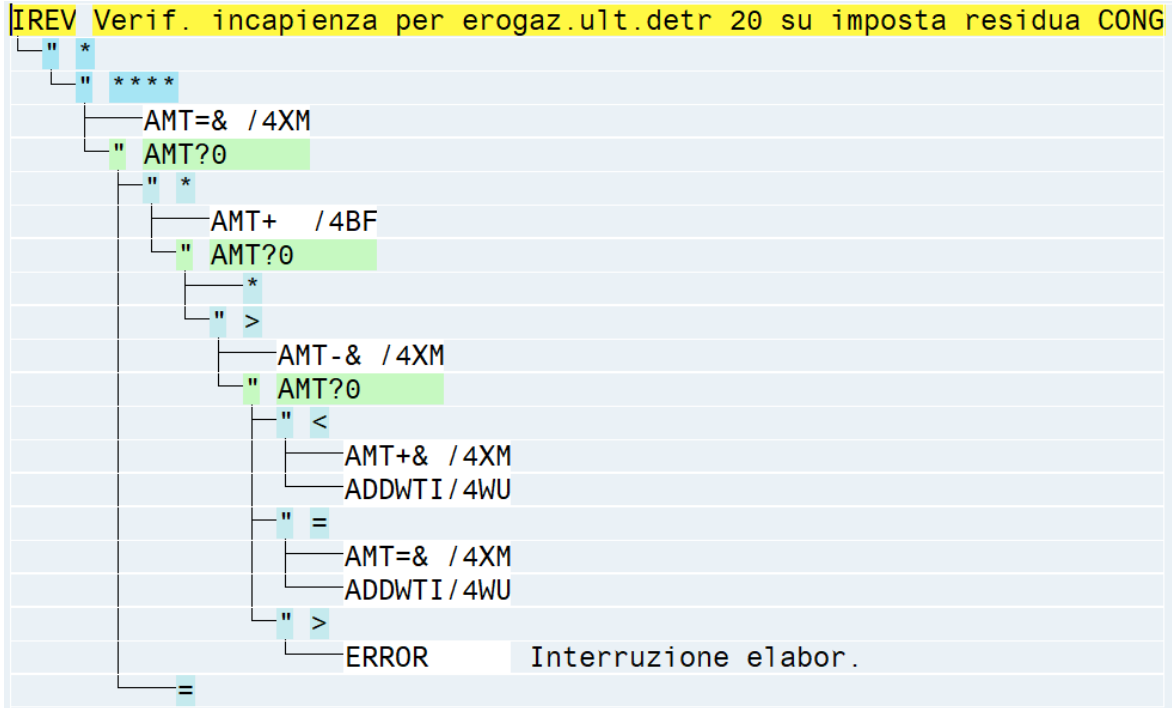 IREV Verif. incapienza per erogaz.ult.detr 20 su imposta residua CONG
" *
" ****
AMT=& /4XM
" AMT?0
" *
AMT+  /4BF
" AMT?0
*
" >
AMT-& /4XM
" AMT?0
" <
AMT+& /4XM
ADDWTI/4WU
" =
AMT=& /4XM
ADDWTI/4WU
" >
ERROR Interruzione elabor.
=